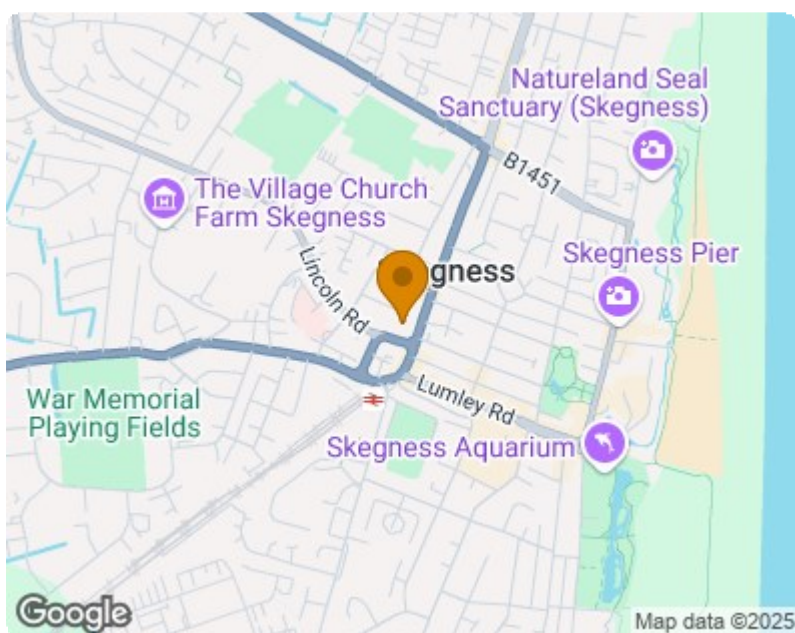 Natureland Seal
Sanctuary (Skegness)
B1451
The Village Church
Farm Skegness
gness
Skegness Pier
Lincoln Rd
War Memorial
Playing Fields
Lumley Rd
Skegness Aquarium
Google
Map data ©2025